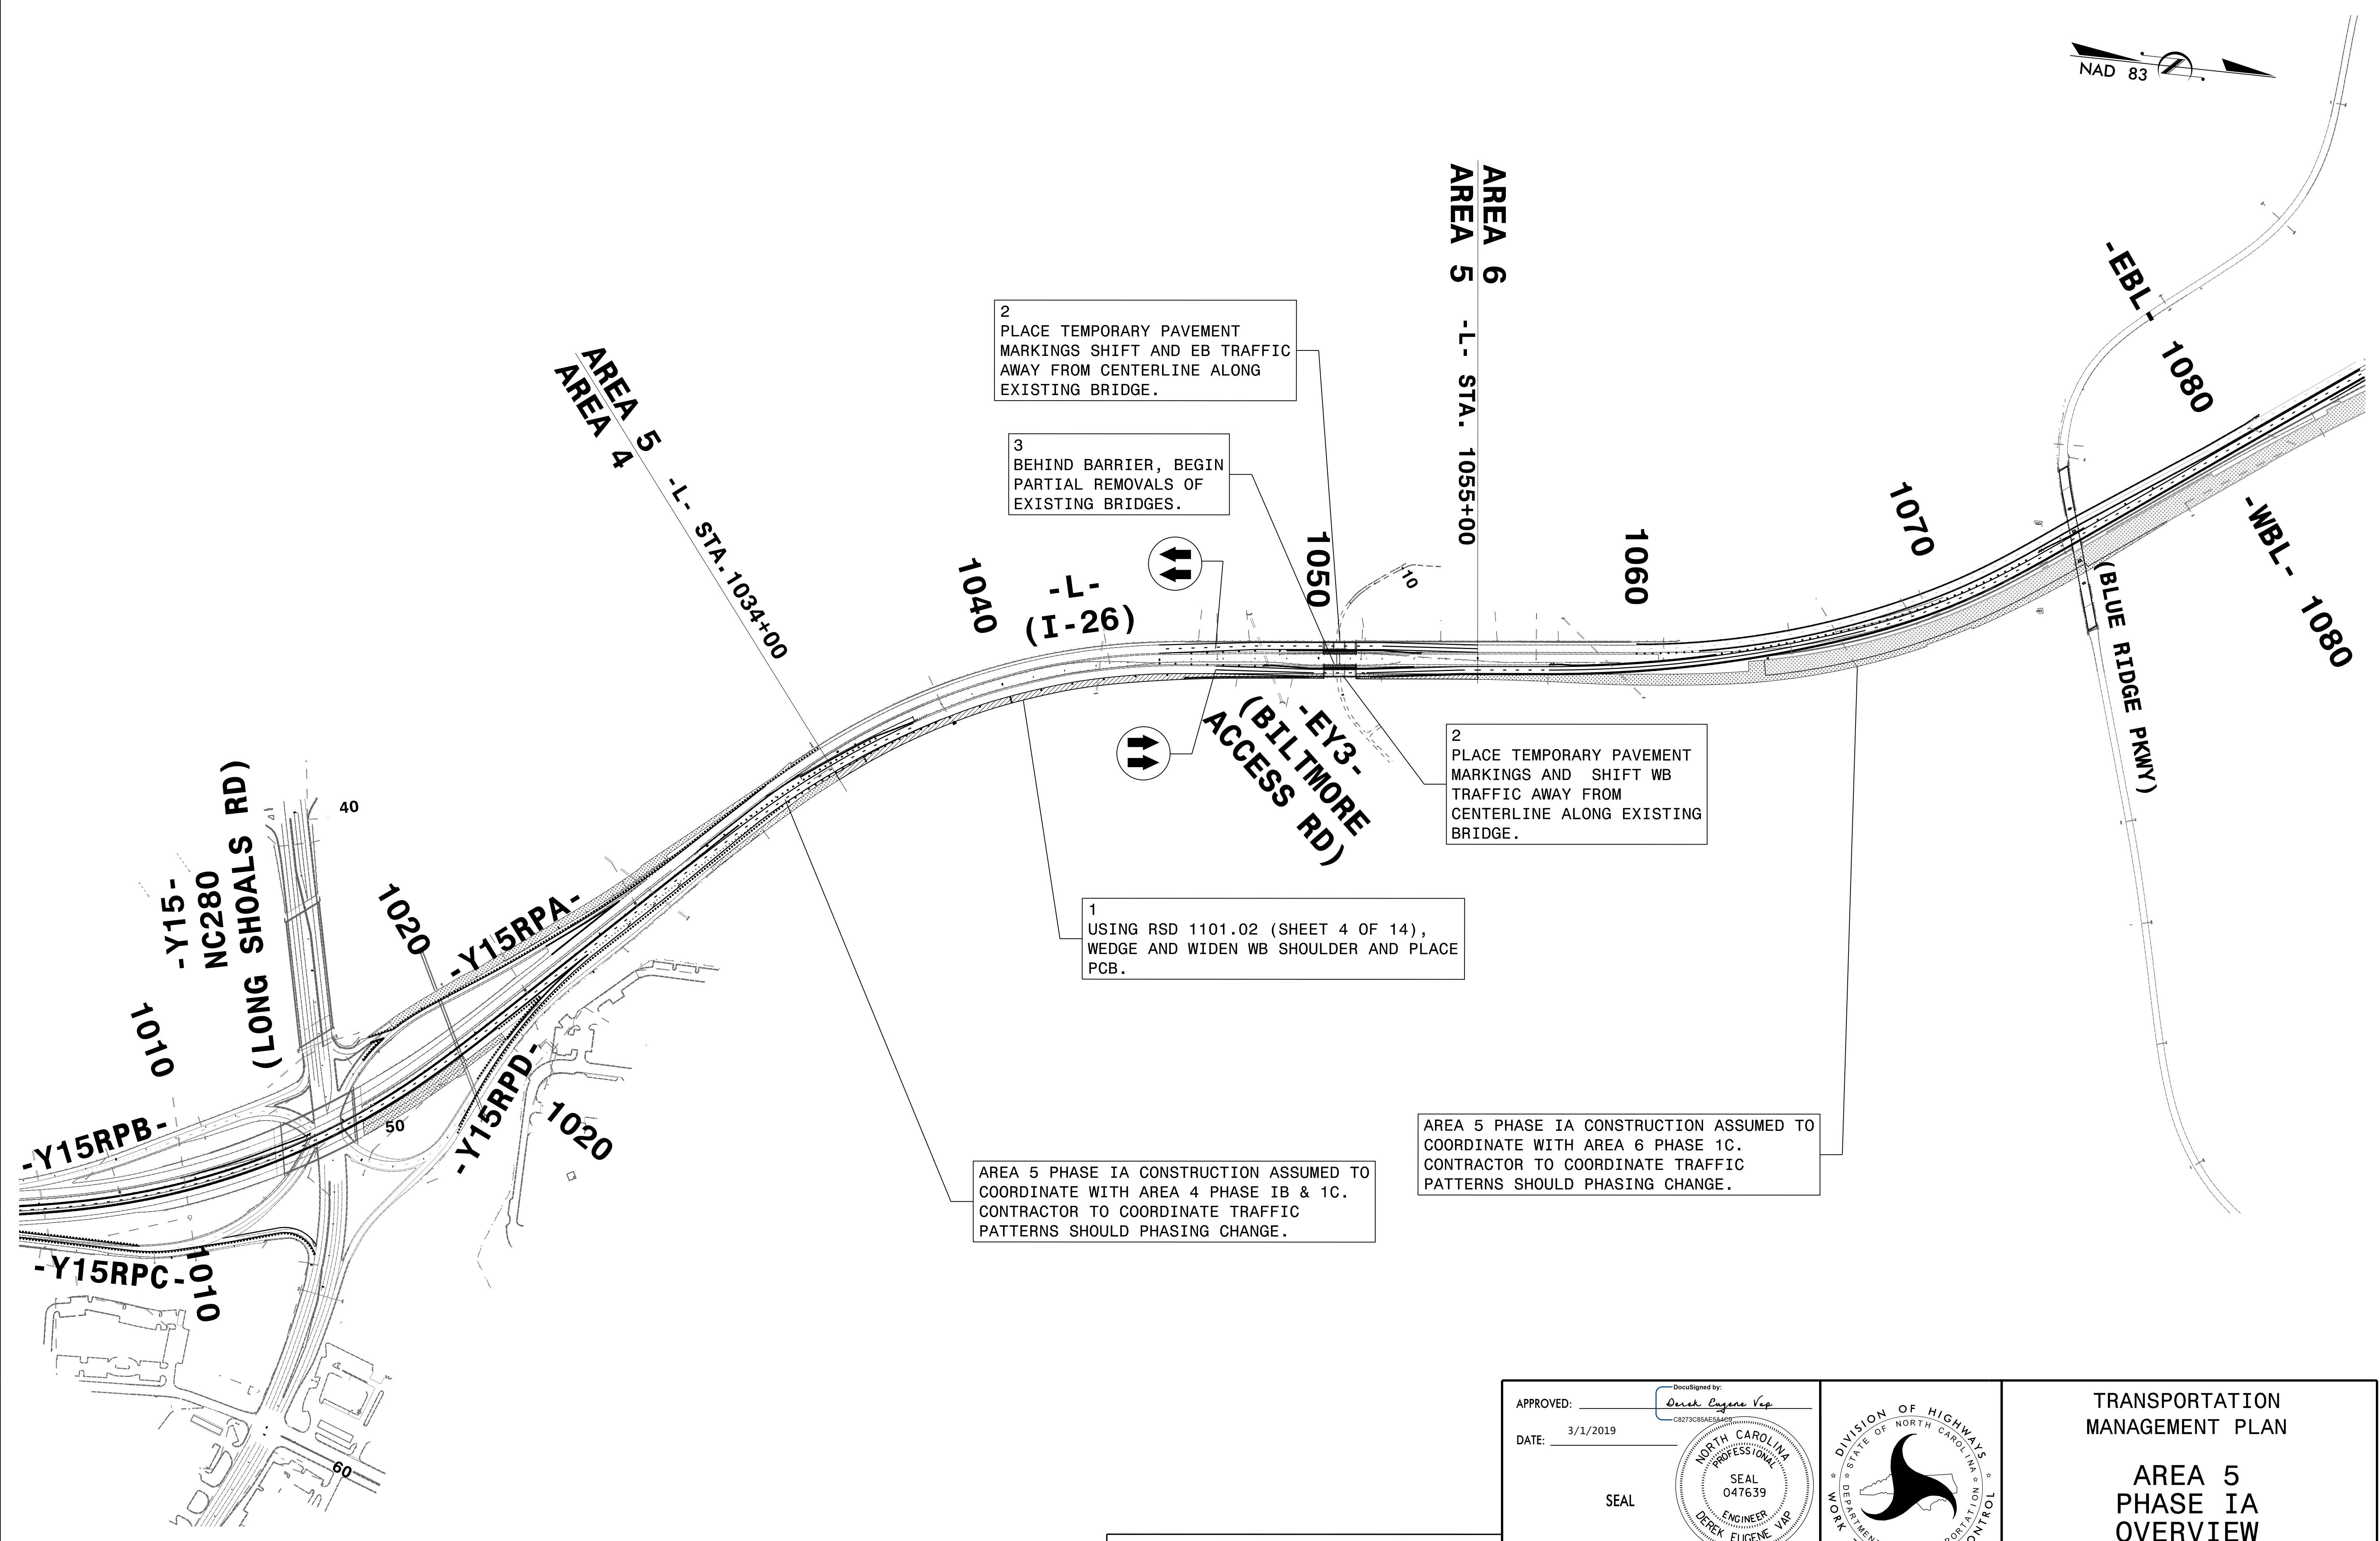 NAD 83
AREA 6
AREA 5
-L- STA. 1055+00
-EBL-
1080
2
PLACE TEMPORARY PAVEMENT
MARKINGS SHIFT AND EB TRAFFIC
AWAY FROM CENTERLINE ALONG
EXISTING BRIDGE.
AREA 5
AREA 4
-L- STA.1034+00
3
BEHIND BARRIER, BEGIN
PARTIAL REMOVALS OF
EXISTING BRIDGES.
1040
-L-
(I-26)
1050
10
1060
1070
-WBL- 1080
(BLUE RIDGE PKWY)
-EY3-
(BILTMORE
ACCESS RD)
2
PLACE TEMPORARY PAVEMENT
MARKINGS AND SHIFT WB
TRAFFIC AWAY FROM
CENTERLINE ALONG EXISTING
BRIDGE.
40
-Y15-
NC280
(LONG SHOALS RD)
1020
-Y15RPA-
1
USING RSD 1101.02 (SHEET 4 OF 14),
WEDGE AND WIDEN WB SHOULDER AND PLACE
PCB.
1010
-Y15RPB-
50
-Y15RPD-
1020
AREA 5 PHASE IA CONSTRUCTION ASSUMED TO
COORDINATE WITH AREA 4 PHASE IB & 1C.
CONTRACTOR TO COORDINATE TRAFFIC
PATTERNS SHOULD PHASING CHANGE.
AREA 5 PHASE IA CONSTRUCTION ASSUMED TO
COORDINATE WITH AREA 6 PHASE 1C.
CONTRACTOR TO COORDINATE TRAFFIC
PATTERNS SHOULD PHASING CHANGE.
-Y15RPC-
1010
60
APPROVED:
DocuSigned by:
Derek Eugene Vap
C8273C85AE5A4C9...
DATE: 3/1/2019
SEAL
NORTH CAROLINA
PROFESSIONAL
SEAL
047639
ENGINEER
DEREK EUGENE VAP
DIVISION OF HIGHWAYS
STATE OF NORTH CAROLINA
WORK
TRANSPORTATION
MANAGEMENT PLAN
AREA 5
PHASE IA
OVERVIEW